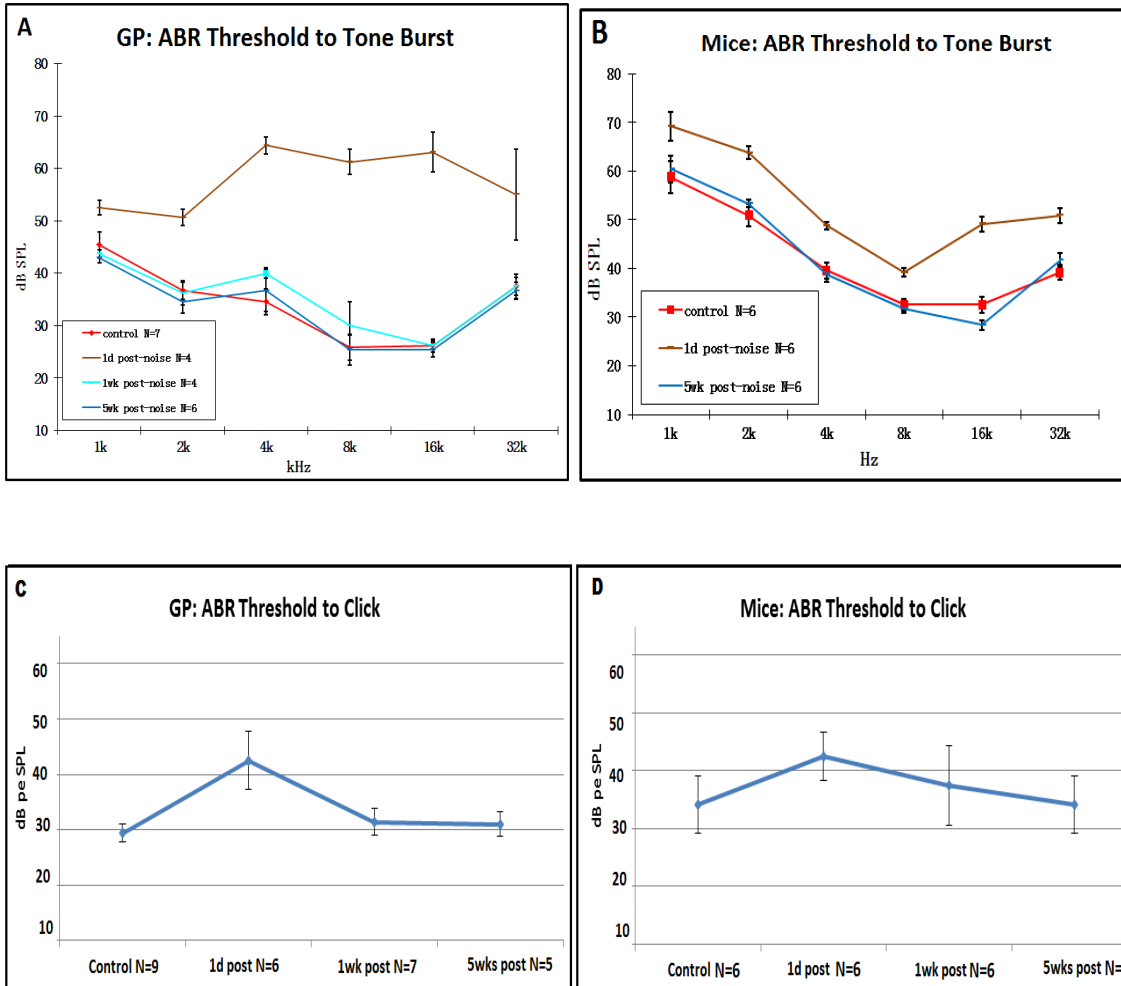 A
GP: ABR Threshold to Tone Burst
80
70
60
50
40
30
20
10
dB SPL
control N=7
1d post-noise N=4
1wk post-noise N=4
5wk post-noise N=6
1k 2k 4k 8k 16k 32k
kHz
B
Mice: ABR Threshold to Tone Burst
80
70
60
50
40
30
20
10
dB SPL
control N=6
1d post-noise N=6
5wk post-noise N=6
1k 2k 4k 8k 16k 32k
Hz
C
GP: ABR Threshold to Click
60
50
40
30
20
10
dB pe SPL
Control N=9 1d post N=6 1wk post N=7 5wks post N=5
D
Mice: ABR Threshold to Click
60
50
40
30
20
10
dB pe SPL
Control N=6 1d post N=6 1wk post N=6 5wks post